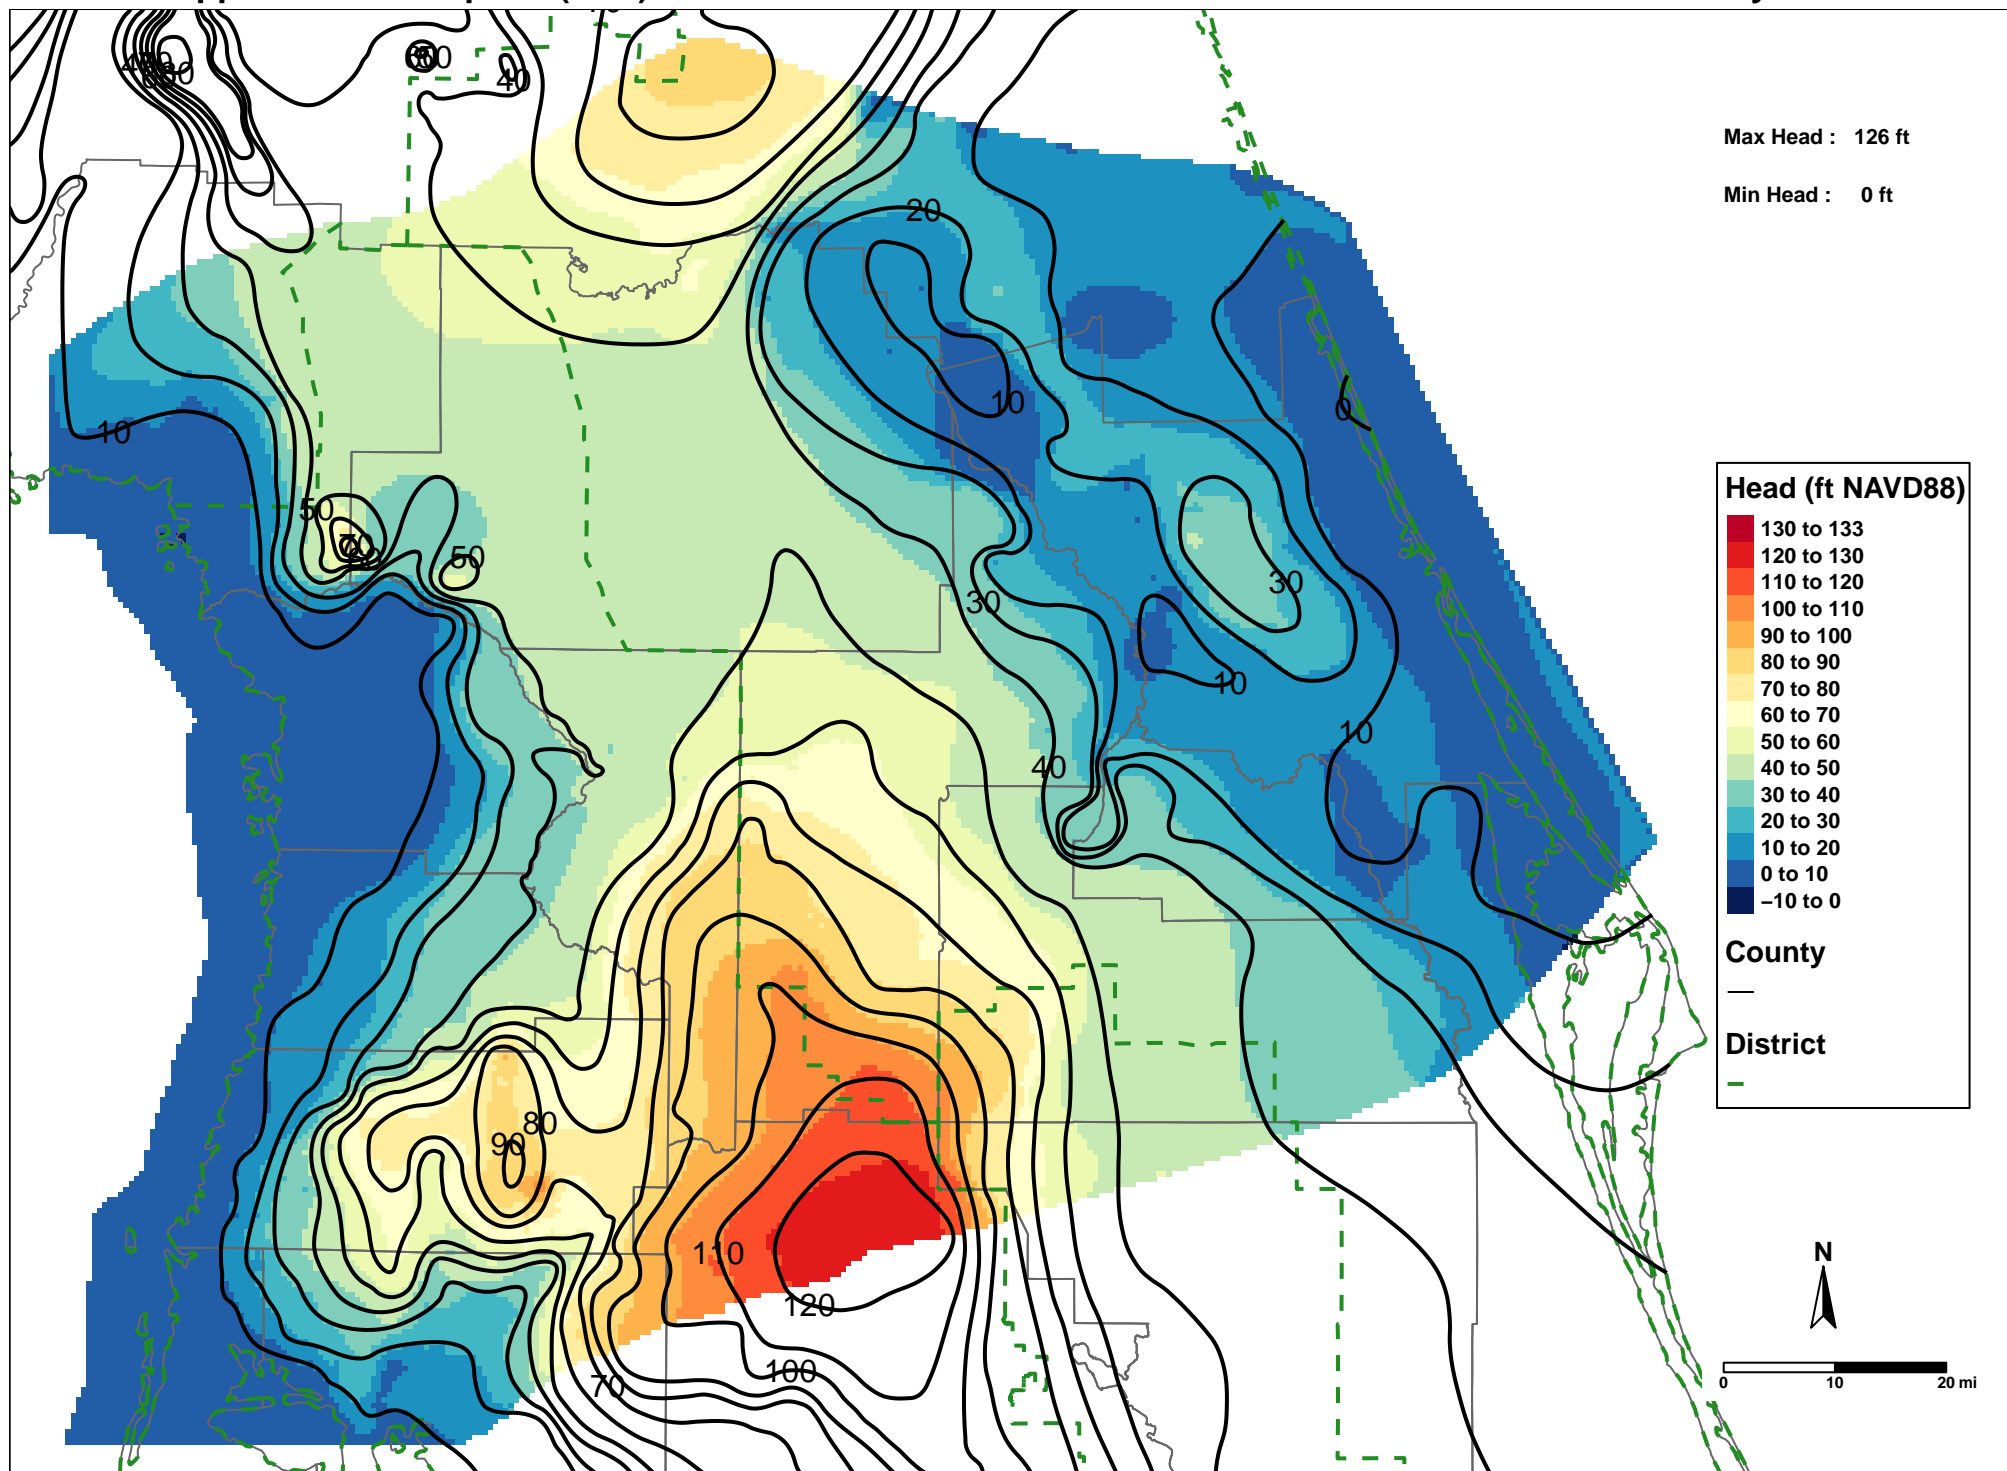 Max Head : 126 ft
Min Head : 0 ft
Head (ft NAVD88)
130 to 133
120 to 130
110 to 120
100 to 110
90 to 100
80 to 90
70 to 80
60 to 70
50 to 60
40 to 50
30 to 40
20 to 30
10 to 20
0 to 10
–10 to 0
County
District
N
0 10 20 mi
40
20
10
10
0
50
70
50
30
30
10
10
40
80
90
110
120
100
70